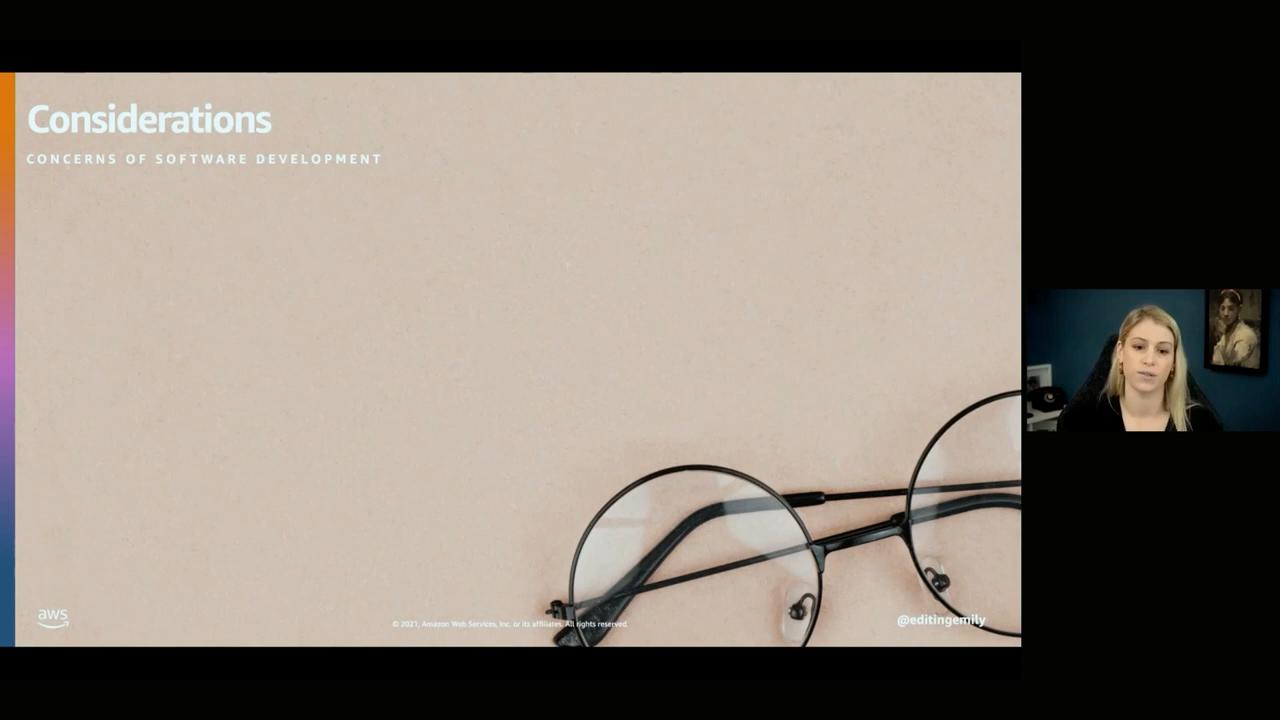 Considerations
CONCERNS OF SOFTWARE DEVELOPMENT
aws
© 2021, Amazon Web Services, Inc. or its affiliates. All rights reserved.
@editingemily